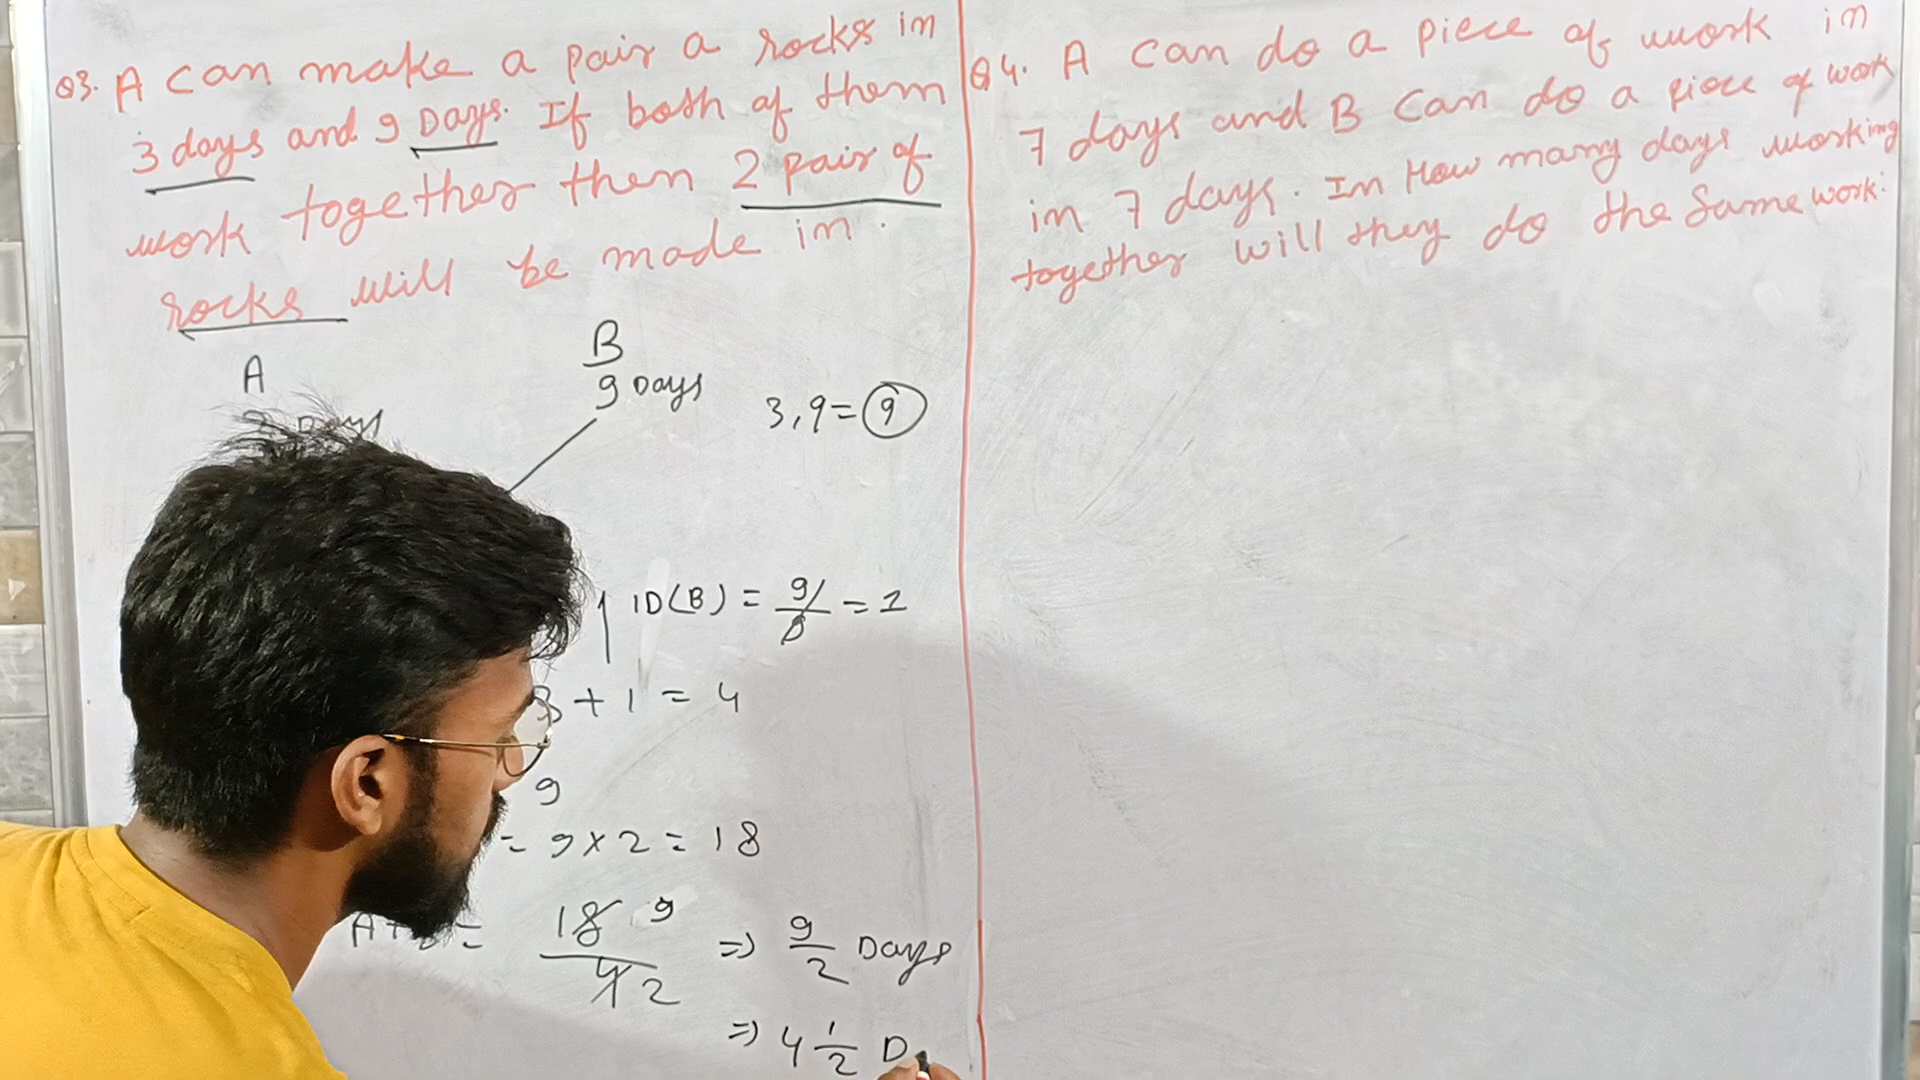 Q3. A can make a pair a rocks in
3 days and 9 Days. If both of them
work together then 2 pair of
rocks will be made in.
A
B
9 Days
3,9=9
1D(B) = 9/9 = 1
3 + 1 = 4
9
= 9x2 = 18
A+B = 18 9 / 4 2 => 9/2 Days
=> 4 1/2 D
Q4. A can do a piece of work in
7 days and B can do a piece of work
in 7 days. In How many days working
together will they do the same work.